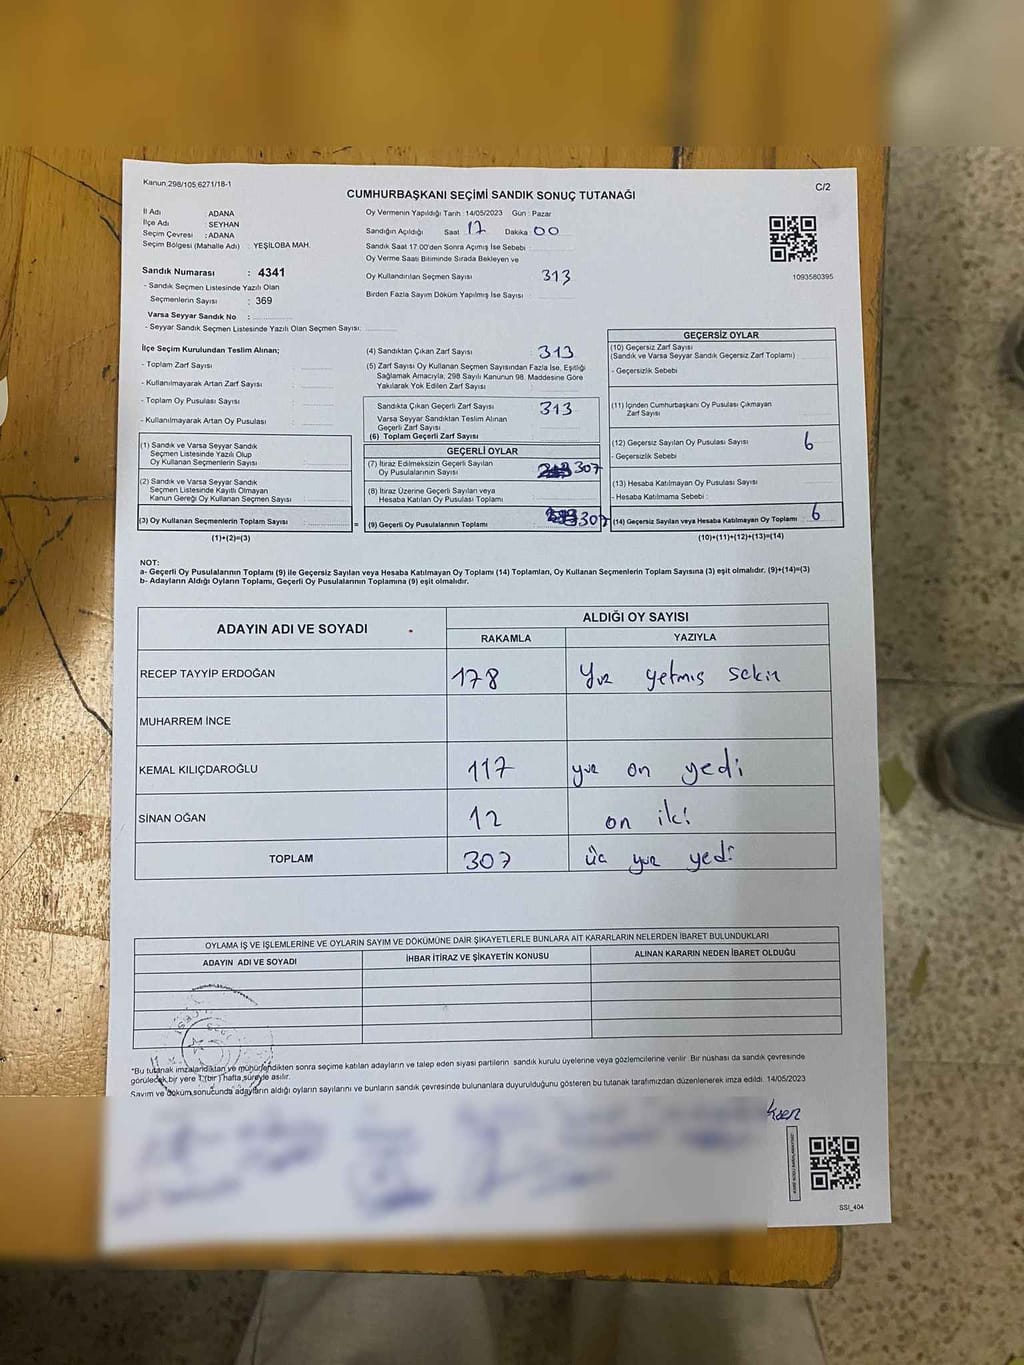 Kanun 298/105,6271/18-1
C/2
CUMHURBAŞKANI SEÇİMİ SANDIK SONUÇ TUTANAĞI
İl Adı : ADANA
İlçe Adı : SEYHAN
Seçim Çevresi : ADANA
Seçim Bölgesi (Mahalle Adı) : YEŞİLOBA MAH.
Sandık Numarası : 4341
- Sandık Seçmen Listesinde Yazılı Olan
Seçmenlerin Sayısı : 369
Varsa Seyyar Sandık No :
- Seyyar Sandık Seçmen Listesinde Yazılı Olan Seçmen Sayısı:
Oy Vermenin Yapıldığı Tarih :14/05/2023 Gün : Pazar
Sandığın Açıldığı Saat 17 Dakika 00
Sandık Saat 17:00'den Sonra Açımış İse Sebebi
Oy Verme Saati Bitiminde Sırada Bekleyen ve
Oy Kullandırılan Seçmen Sayısı 313
Birden Fazla Sayım Döküm Yapılmış İse Sayısı
1093580395
İlçe Seçim Kurulundan Teslim Alınan;
- Toplam Zarf Sayısı :
- Kullanılmayarak Artan Zarf Sayısı :
- Toplam Oy Pusulası Sayısı :
- Kullanılmayarak Artan Oy Pusulası :
(1) Sandık ve Varsa Seyyar Sandık
Seçmen Listesinde Yazılı Olup
Oy Kullanan Seçmenlerin Sayısı :
(2) Sandık ve Varsa Seyyar Sandık
Seçmen Listesinde Kayıtlı Olmayan
Kanun Gereği Oy Kullanan Seçmen Sayısı :
(3) Oy Kullanan Seçmenlerin Toplam Sayısı : =
(1)+(2)=(3)
(4) Sandıktan Çıkan Zarf Sayısı : 313
(5) Zarf Sayısı Oy Kullanan Seçmen Sayısından Fazla İse, Eşitliği
Sağlamak Amacıyla, 298 Sayılı Kanunun 98. Maddesine Göre
Yakılarak Yok Edilen Zarf Sayısı :
Sandıkta Çıkan Geçerli Zarf Sayısı : 313
Varsa Seyyar Sandıktan Teslim Alınan
Geçerli Zarf Sayısı :
(6) Toplam Geçerli Zarf Sayısı :
GEÇERLİ OYLAR
(7) İtiraz Edilmeksizin Geçerli Sayılan
Oy Pusulalarının Sayısı : 307
(8) İtiraz Üzerine Geçerli Sayılan veya
Hesaba Katılan Oy Pusulası Toplamı :
(9) Geçerli Oy Pusulalarının Toplamı : 307
GEÇERSİZ OYLAR
(10) Geçersiz Zarf Sayısı
(Sandık ve Varsa Seyyar Sandık Geçersiz Zarf Toplamı) :
- Geçersizlik Sebebi :
(11) İçinden Cumhurbaşkanı Oy Pusulası Çıkmayan
Zarf Sayısı :
(12) Geçersiz Sayılan Oy Pusulası Sayısı : 6
- Geçersizlik Sebebi :
(13) Hesaba Katılmayan Oy Pusulası Sayısı :
- Hesaba Katılmama Sebebi :
(14) Geçersiz Sayılan veya Hesaba Katılmayan Oy Toplamı : 6
(10)+(11)+(12)+(13)=(14)
NOT:
a- Geçerli Oy Pusulalarının Toplamı (9) ile Geçersiz Sayılan veya Hesaba Katılmayan Oy Toplamı (14) Toplamları, Oy Kullanan Seçmenlerin Toplam Sayısına (3) eşit olmalıdır. (9)+(14)=(3)
b- Adayların Aldığı Oyların Toplamı, Geçerli Oy Pusulalarının Toplamına (9) eşit olmalıdır.
ADAYIN ADI VE SOYADI ALDIĞI OY SAYISI
RAKAMLA YAZIYLA
RECEP TAYYİP ERDOĞAN 178 yüz yetmiş sekiz
MUHARREM İNCE
KEMAL KILIÇDAROĞLU 117 yüz on yedi
SİNAN OĞAN 12 on iki
TOPLAM 307 üç yüz yedi
OYLAMA İŞ VE İŞLEMLERİNE VE OYLARIN SAYIM VE DÖKÜMÜNE DAİR ŞİKAYETLERLE BUNLARA AİT KARARLARIN NELERDEN İBARET BULUNDUKLARI
ADAYIN ADI VE SOYADI İHBAR İTİRAZ VE ŞİKAYETİN KONUSU ALINAN KARARIN NEDEN İBARET OLDUĞU
*Bu tutanak imzalandıktan ve mühürlendikten sonra seçime katılan adayların ve talep eden siyasi partilerin sandık kurulu üyelerine veya gözlemcilerine verilir. Bir nüshası da sandık çevresinde
görülecek bir yere 1 (bir) hafta süreyle asılır.
Sayım ve döküm sonucunda adayların aldığı oyların sayılarını ve bunların sandık çevresinde bulunanlara duyurulduğunu gösteren bu tutanak tarafımızdan düzenlenerek imza edildi. 14/05/2023
SSI_404